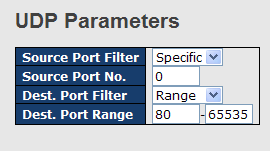 UDP Parameters
Source Port Filter Specific
Source Port No. 0
Dest. Port Filter Range
Dest. Port Range 80 - 65535